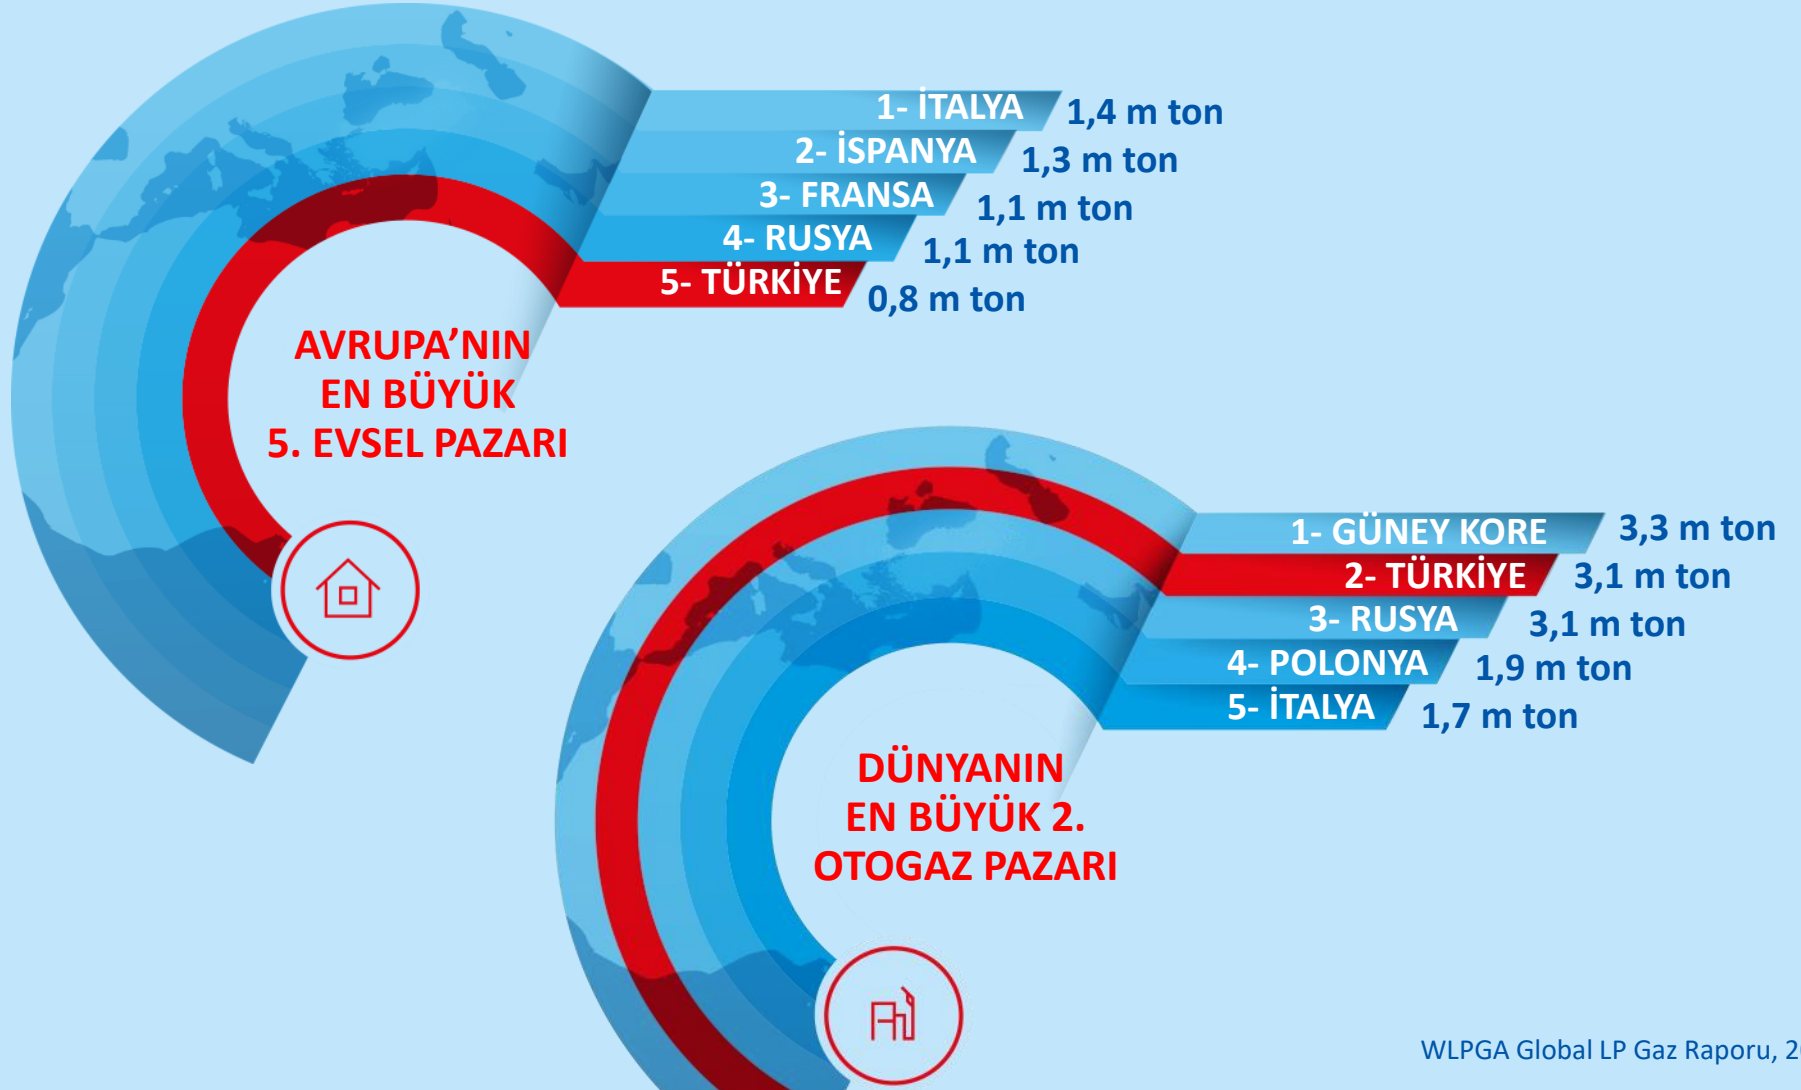 1- İTALYA 1,4 m ton
2- İSPANYA 1,3 m ton
3- FRANSA 1,1 m ton
4- RUSYA 1,1 m ton
5- TÜRKİYE 0,8 m ton
AVRUPA’NIN
EN BÜYÜK
5. EVSEL PAZARI
1- GÜNEY KORE 3,3 m ton
2- TÜRKİYE 3,1 m ton
3- RUSYA 3,1 m ton
4- POLONYA 1,9 m ton
5- İTALYA 1,7 m ton
DÜNYANIN
EN BÜYÜK 2.
OTOGAZ PAZARI
WLPGA Global LP Gaz Raporu,